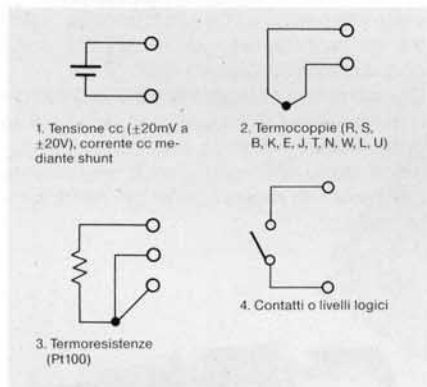 1. Tensione cc (±20mV a
±20V), corrente cc me-
diante shunt
2. Termocoppie (R, S,
B, K, E, J, T, N, W, L, U)
3. Termoresistenze
(Pt100)
4. Contatti o livelli logici